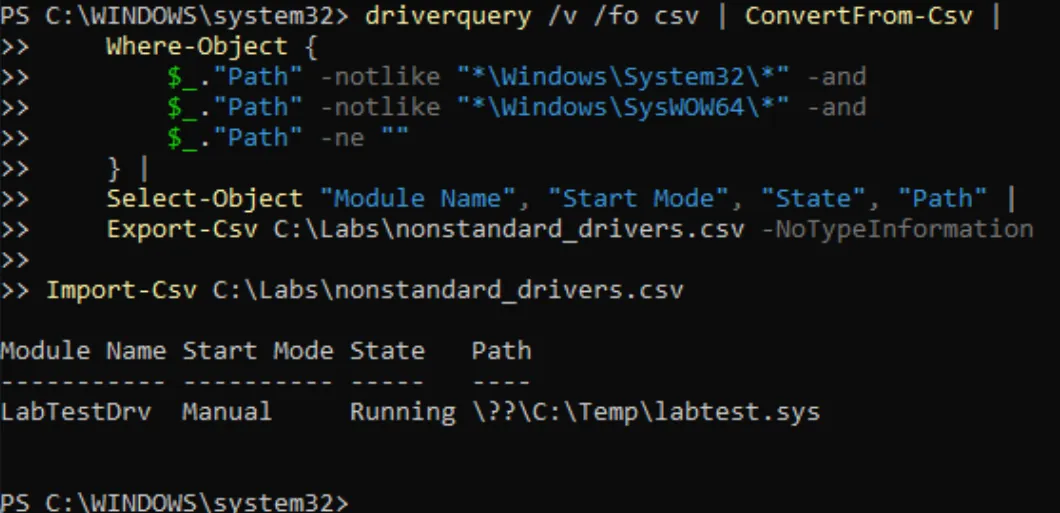 PS C:\WINDOWS\system32> driverquery /v /fo csv | ConvertFrom-Csv |
>>     Where-Object {
>>         $_."Path" -notlike "*\Windows\System32\*" -and
>>         $_."Path" -notlike "*\Windows\SysWOW64\*" -and
>>         $_."Path" -ne ""
>>     } |
>>     Select-Object "Module Name", "Start Mode", "State", "Path" |
>>     Export-Csv C:\Labs\nonstandard_drivers.csv -NoTypeInformation
>>
>> Import-Csv C:\Labs\nonstandard_drivers.csv
Module Name Start Mode State   Path
----------- ---------- -----   ----
LabTestDrv  Manual     Running \??\C:\Temp\labtest.sys
PS C:\WINDOWS\system32>